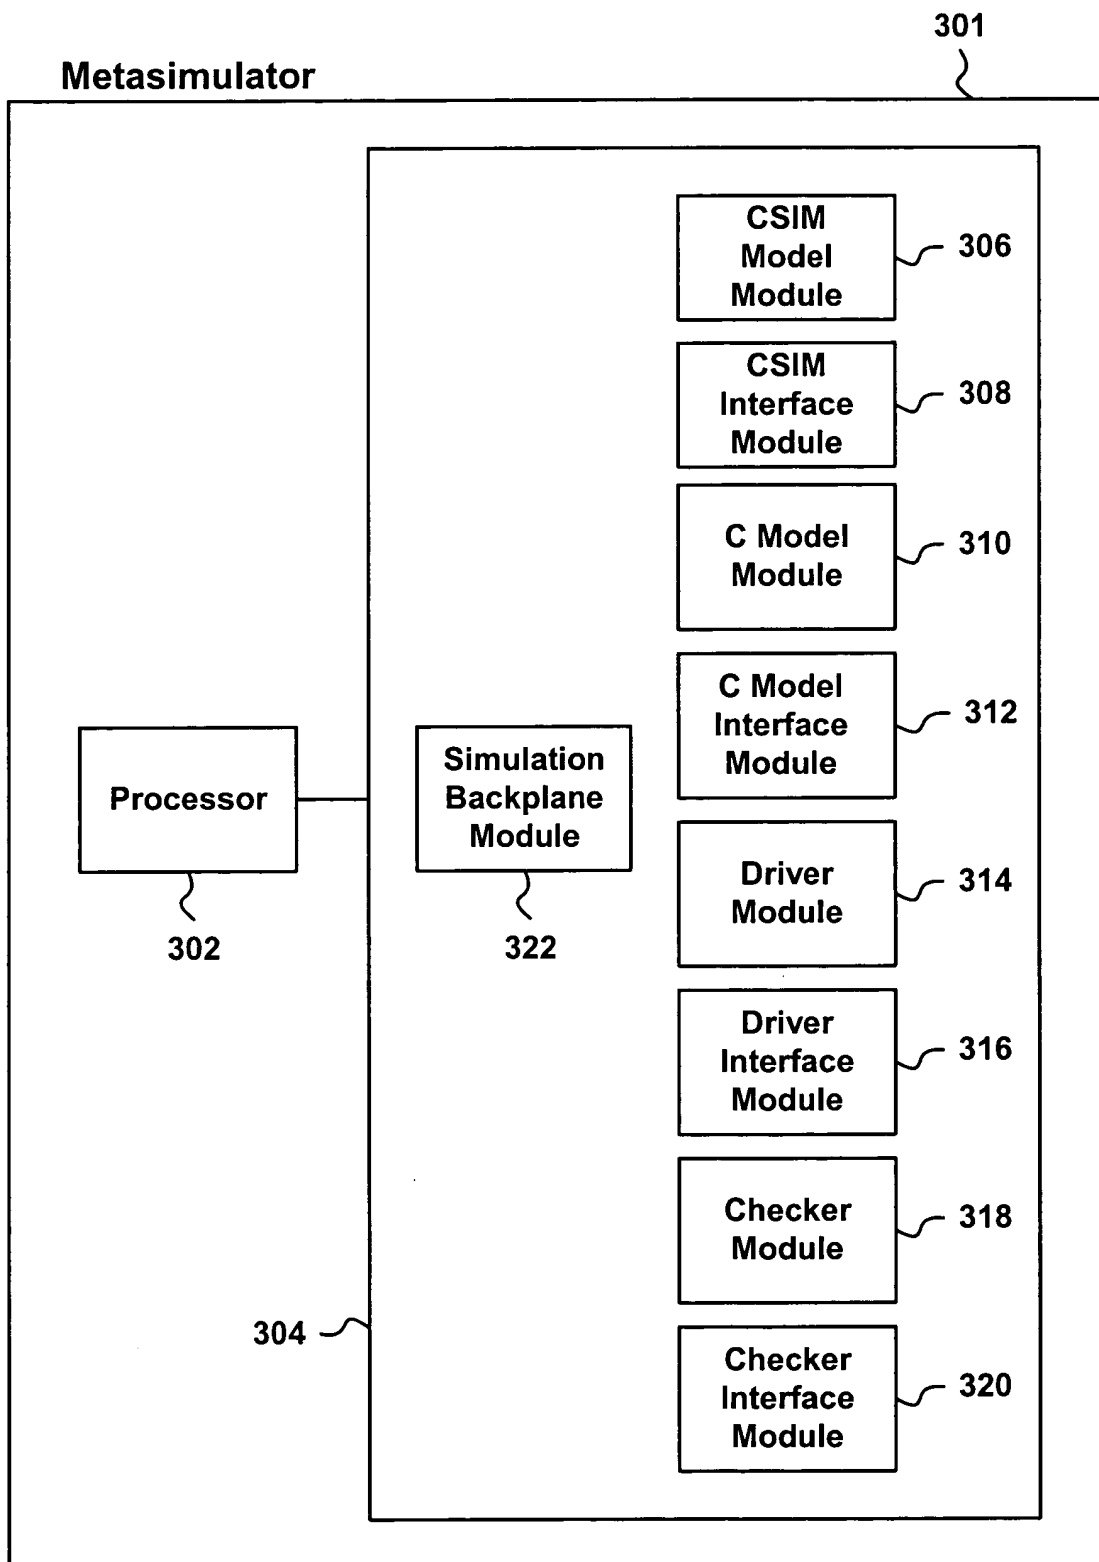 301
Metasimulator
CSIM
Model
Module
306
CSIM
Interface
Module
308
C Model
Module
310
C Model
Interface
Module
312
Processor
302
Simulation
Backplane
Module
322
Driver
Module
314
Driver
Interface
Module
316
Checker
Module
318
304
Checker
Interface
Module
320